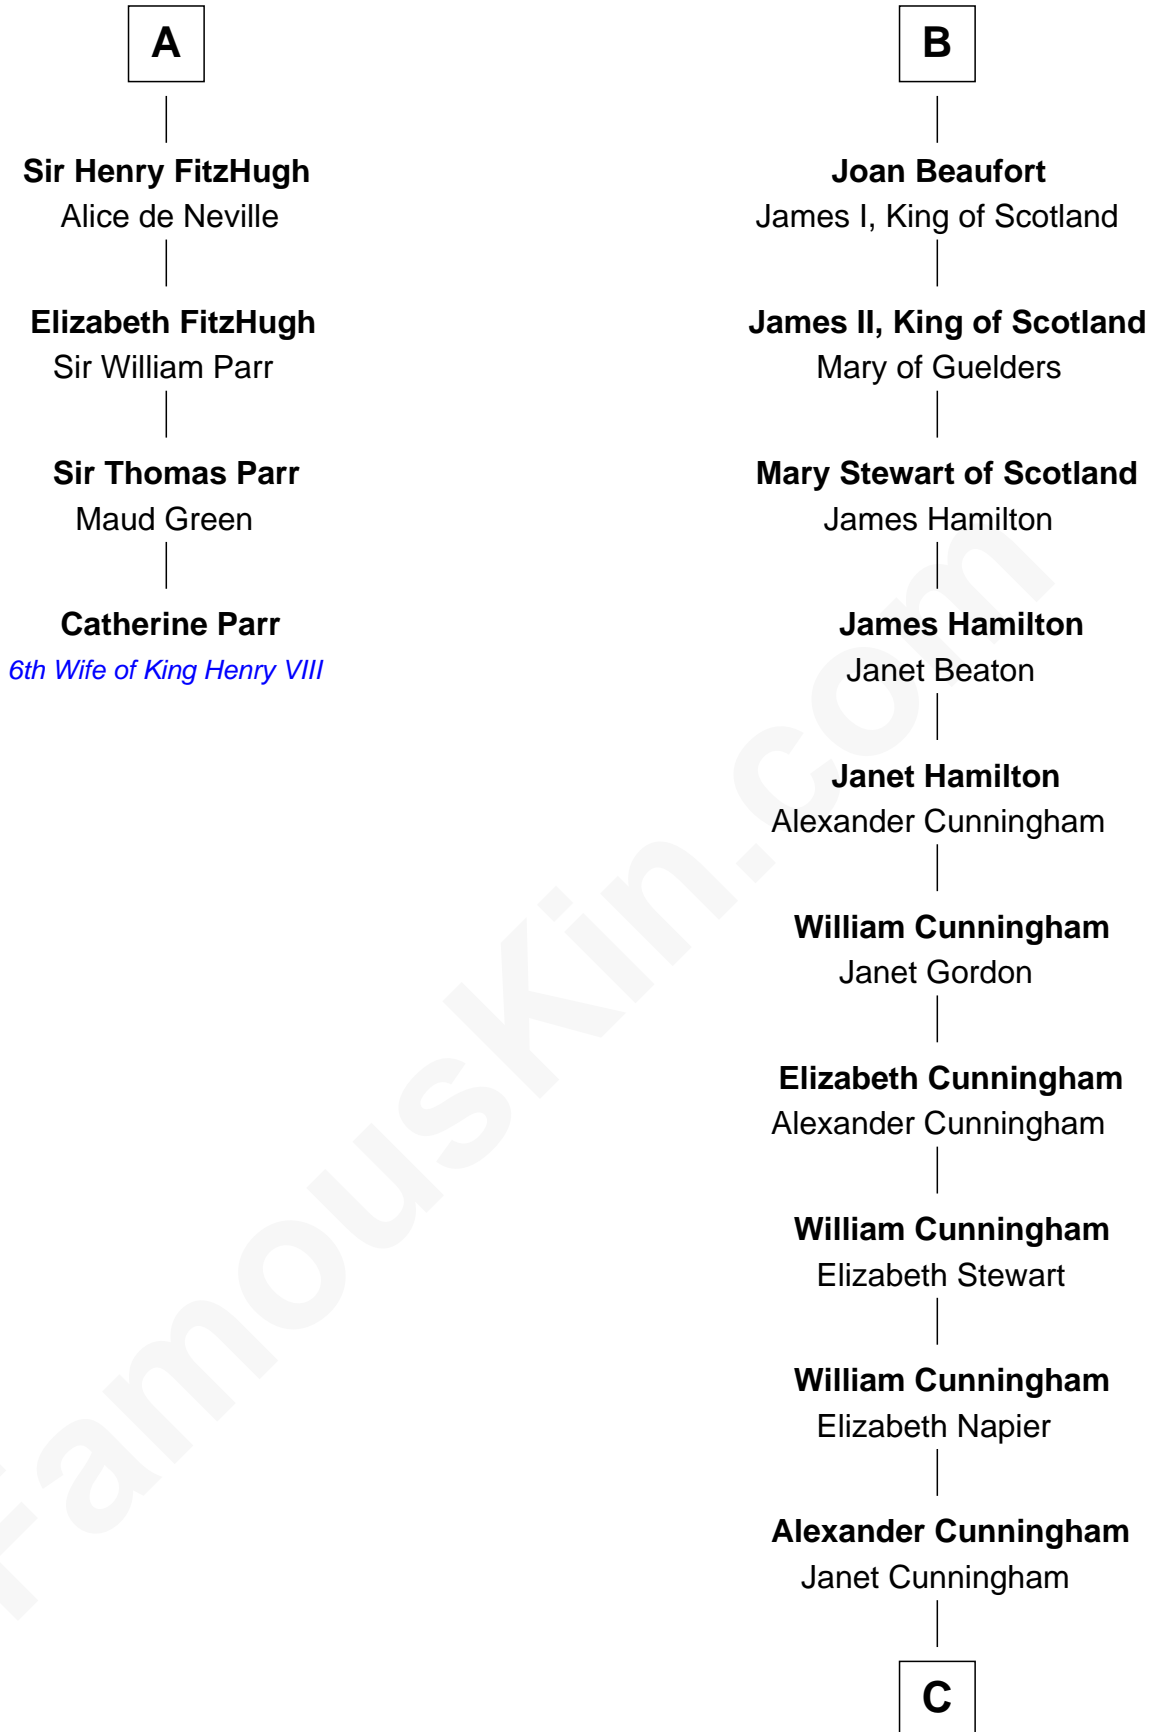 A
Sir Henry FitzHugh
Alice de Neville
Elizabeth FitzHugh
Sir William Parr
Sir Thomas Parr
Maud Green
Catherine Parr
6th Wife of King Henry VIII
B
Joan Beaufort
James I, King of Scotland
James II, King of Scotland
Mary of Guelders
Mary Stewart of Scotland
James Hamilton
James Hamilton
Janet Beaton
Janet Hamilton
Alexander Cunningham
William Cunningham
Janet Gordon
Elizabeth Cunningham
Alexander Cunningham
William Cunningham
Elizabeth Stewart
William Cunningham
Elizabeth Napier
Alexander Cunningham
Janet Cunningham
C
FamousKin.com